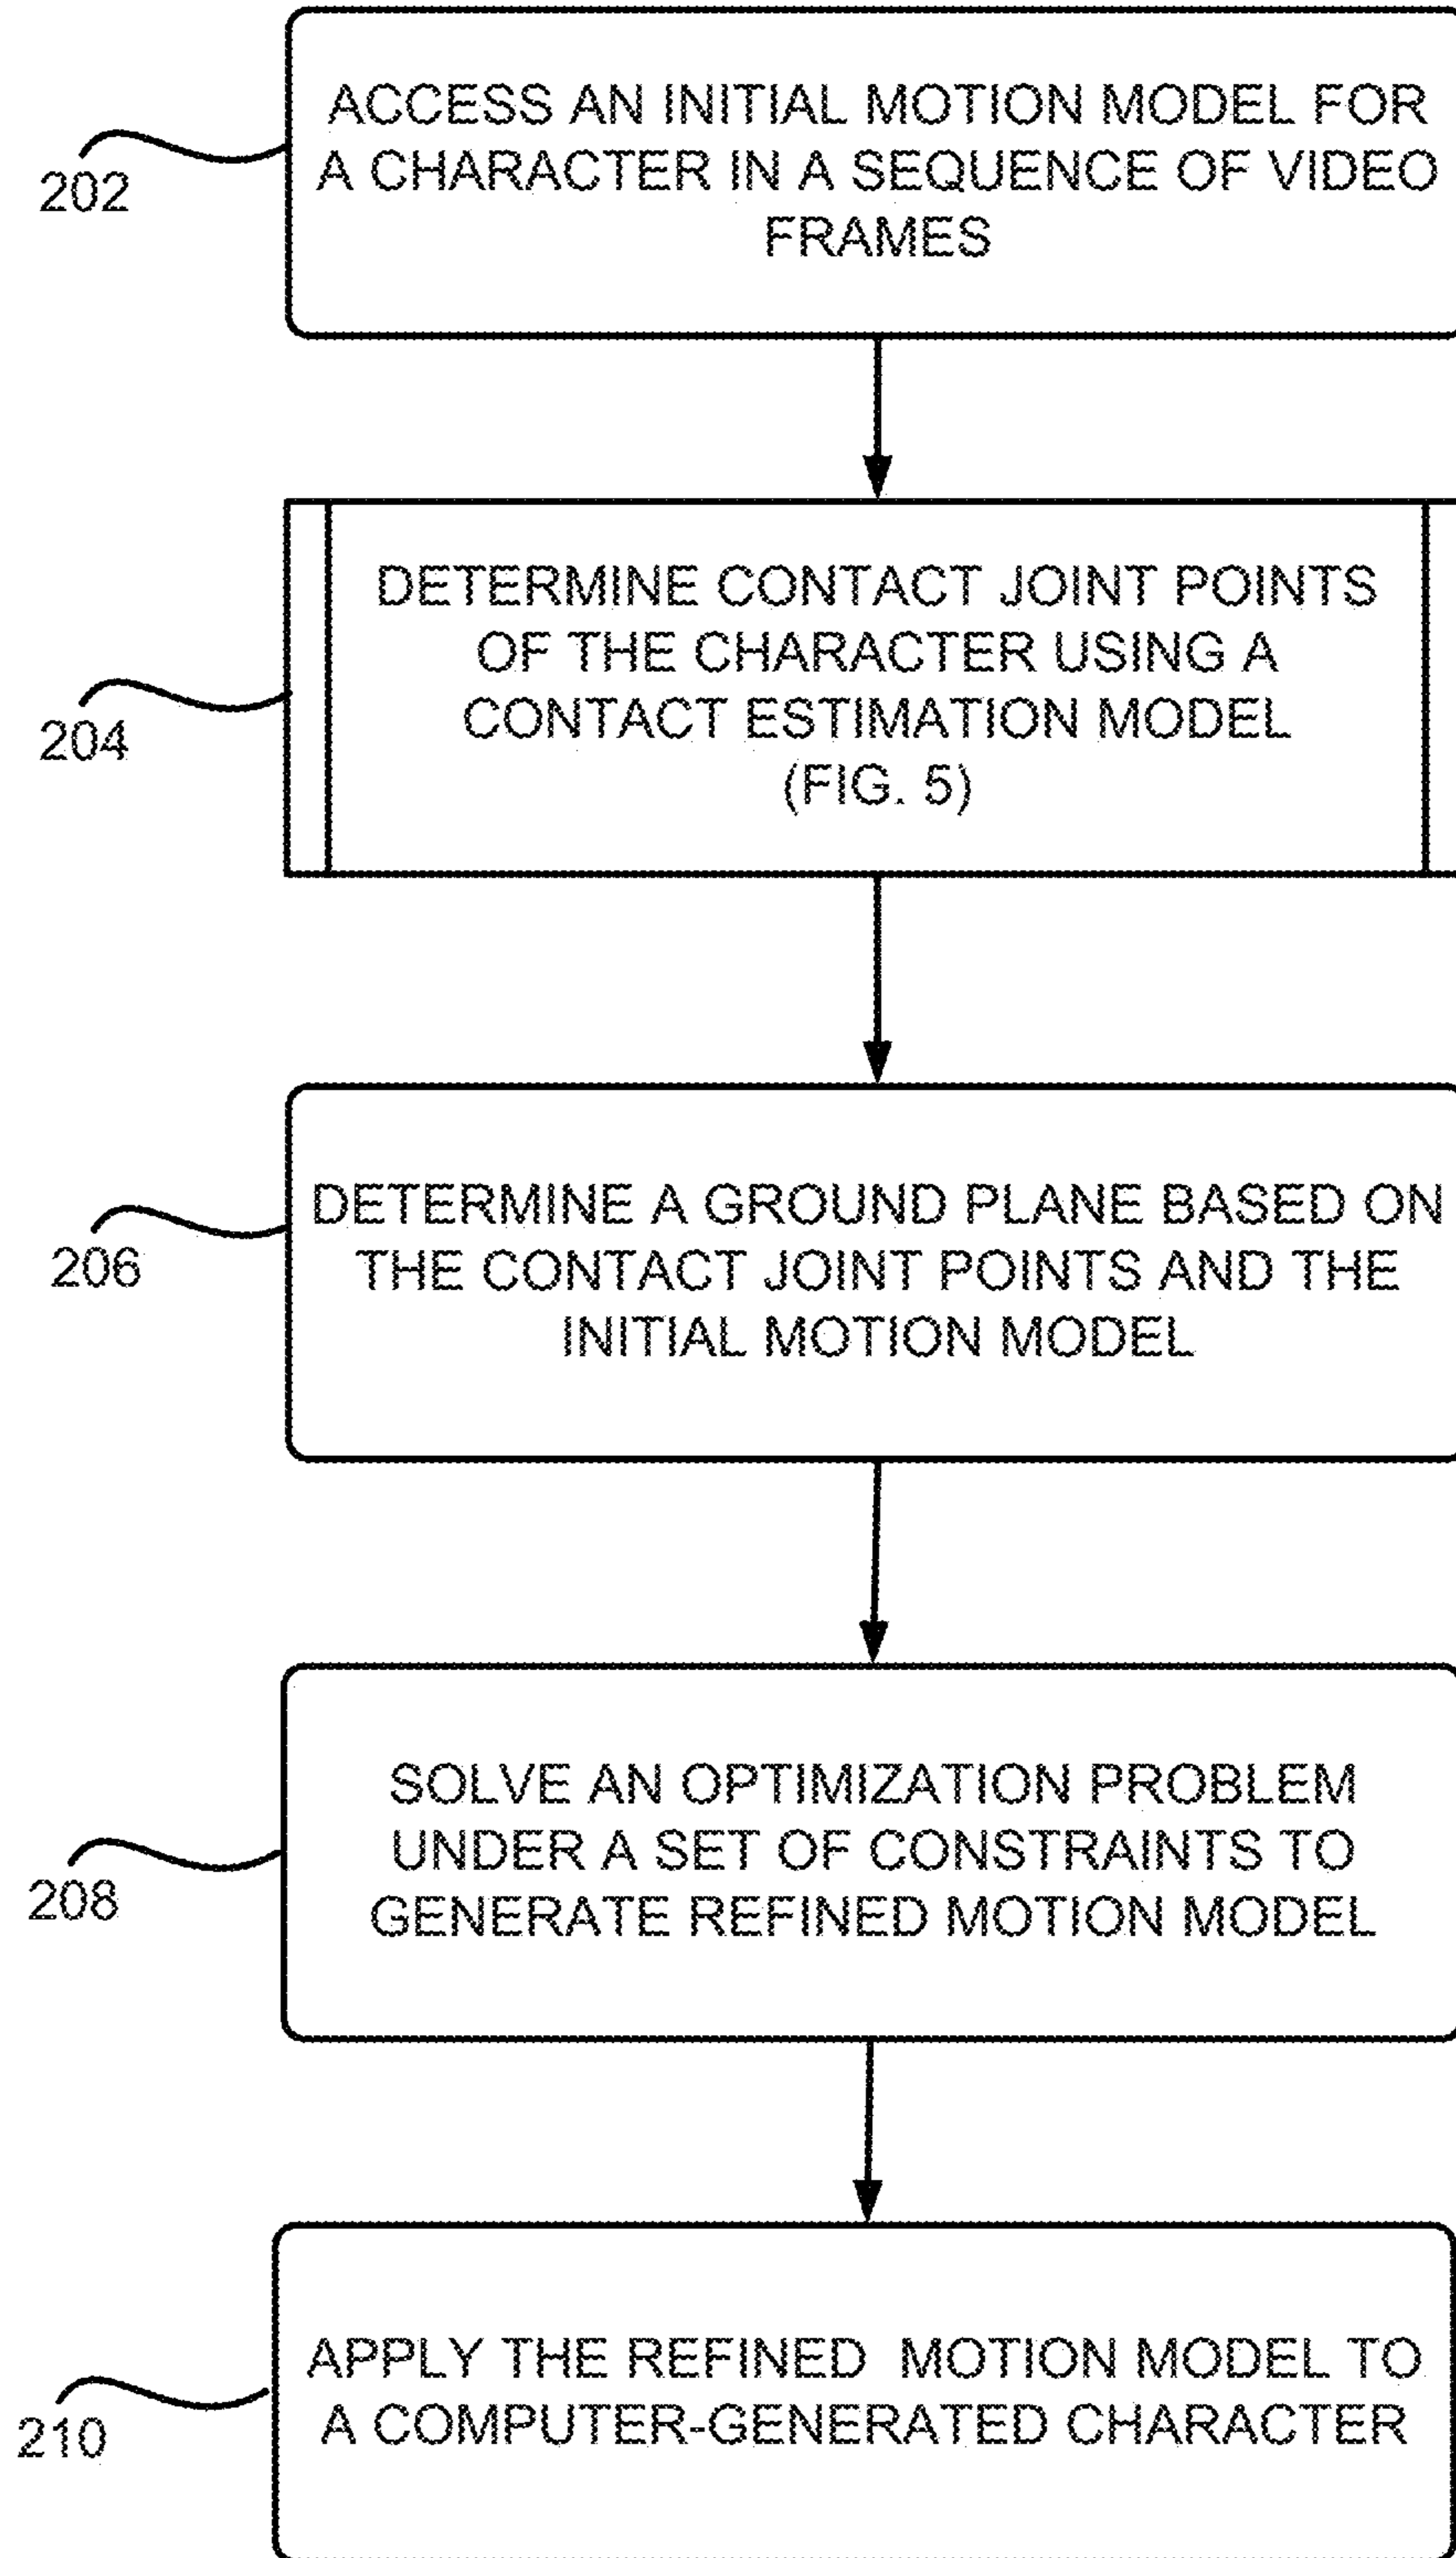 ACCESS AN INITIAL MOTION MODEL FOR
A CHARACTER IN A SEQUENCE OF VIDEO
FRAMES
202
DETERMINE CONTACT JOINT POINTS
OF THE CHARACTER USING A
CONTACT ESTIMATION MODEL
(FIG. 5)
204
DETERMINE A GROUND PLANE BASED ON
THE CONTACT JOINT POINTS AND THE
INITIAL MOTION MODEL
206
SOLVE AN OPTIMIZATION PROBLEM
UNDER A SET OF CONSTRAINTS TO
GENERATE REFINED MOTION MODEL
208
APPLY THE REFINED MOTION MODEL TO
A COMPUTER-GENERATED CHARACTER
210